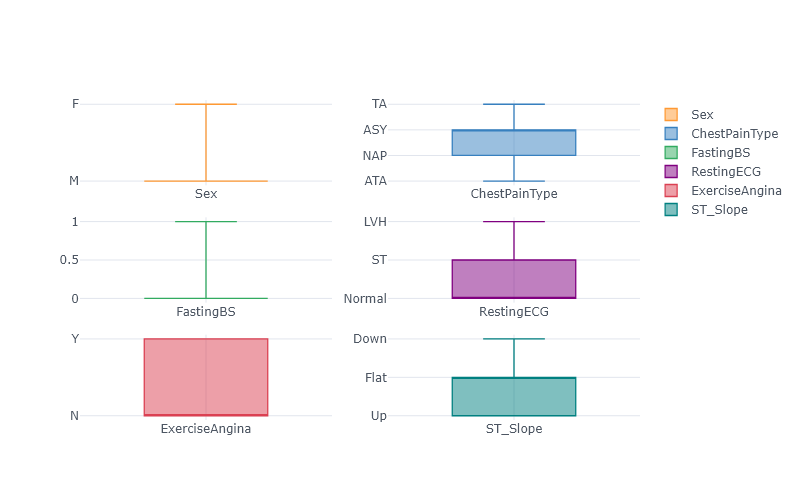 F
M
Sex
TA
ASY
NAP
ATA
ChestPainType
1
0.5
0
FastingBS
LVH
ST
Normal
RestingECG
Y
N
ExerciseAngina
Down
Flat
Up
ST_Slope
Sex
ChestPainType
FastingBS
RestingECG
ExerciseAngina
ST_Slope